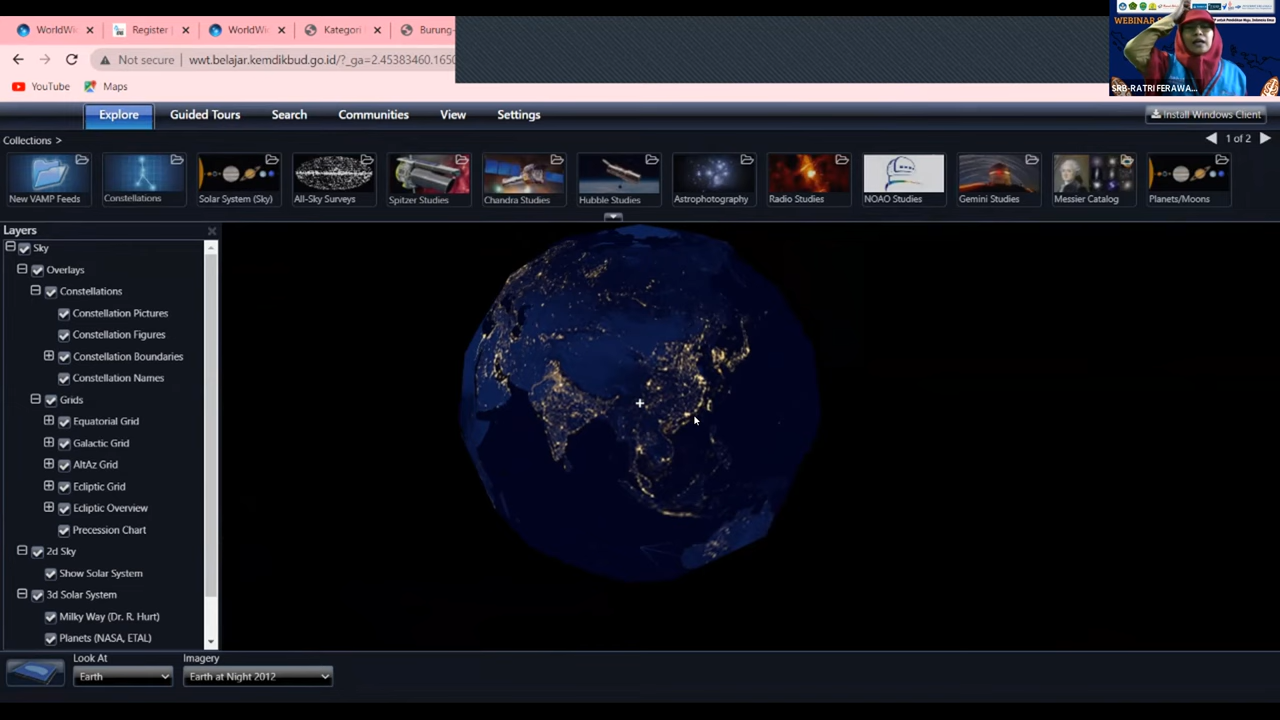 WorldWi
Register |
WorldWi
Kategori
Burung-
WEBINAR S
SRB-RATRI FERAWA...
Not secure
wwt.belajar.kemdikbud.go.id/?_ga=2.45383460.1650
YouTube
Maps
Explore
Guided Tours
Search
Communities
View
Settings
Install Windows Client
Collections >
1 of 2
New VAMP Feeds
Constellations
Solar System (Sky)
All-Sky Surveys
Spitzer Studies
Chandra Studies
Hubble Studies
Astrophotography
Radio Studies
NOAO Studies
Gemini Studies
Messier Catalog
Planets/Moons
Layers
Sky
Overlays
Constellations
Constellation Pictures
Constellation Figures
Constellation Boundaries
Constellation Names
Grids
Equatorial Grid
Galactic Grid
AltAz Grid
Ecliptic Grid
Ecliptic Overview
Precession Chart
2d Sky
Show Solar System
3d Solar System
Milky Way (Dr. R. Hurt)
Planets (NASA, ETAL)
Look At
Earth
Imagery
Earth at Night 2012